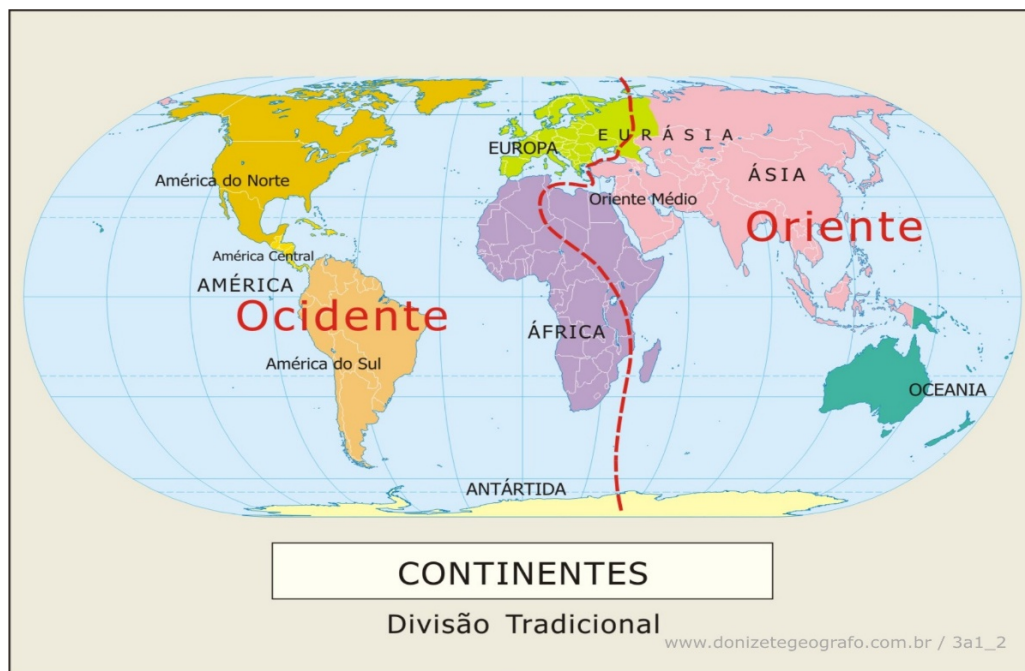 EUROPA
E U R Á S I A
América do Norte
ÁSIA
Oriente Médio
Oriente
América Central
AMÉRICA
Ocidente
ÁFRICA
América do Sul
OCEANIA
ANTÁRTIDA
CONTINENTES
Divisão Tradicional
www.donizetegeografo.com.br / 3a1_2